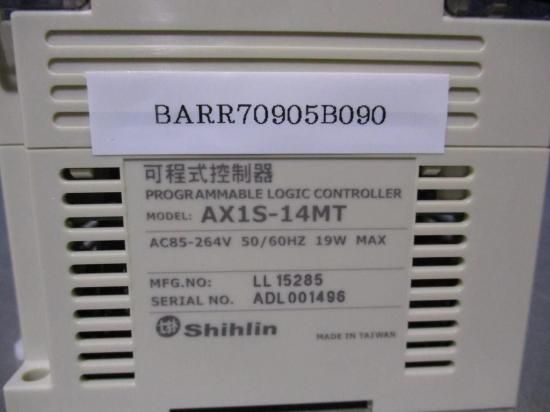 BARR70905B090
可程式控制器
PROGRAMMABLE LOGIC CONTROLLER
MODEL: AX1S-14MT
AC85-264V 50/60HZ 19W MAX
MFG.NO: LL 15285
SERIAL NO. ADL001496
Shihlin MADE IN TAIWAN